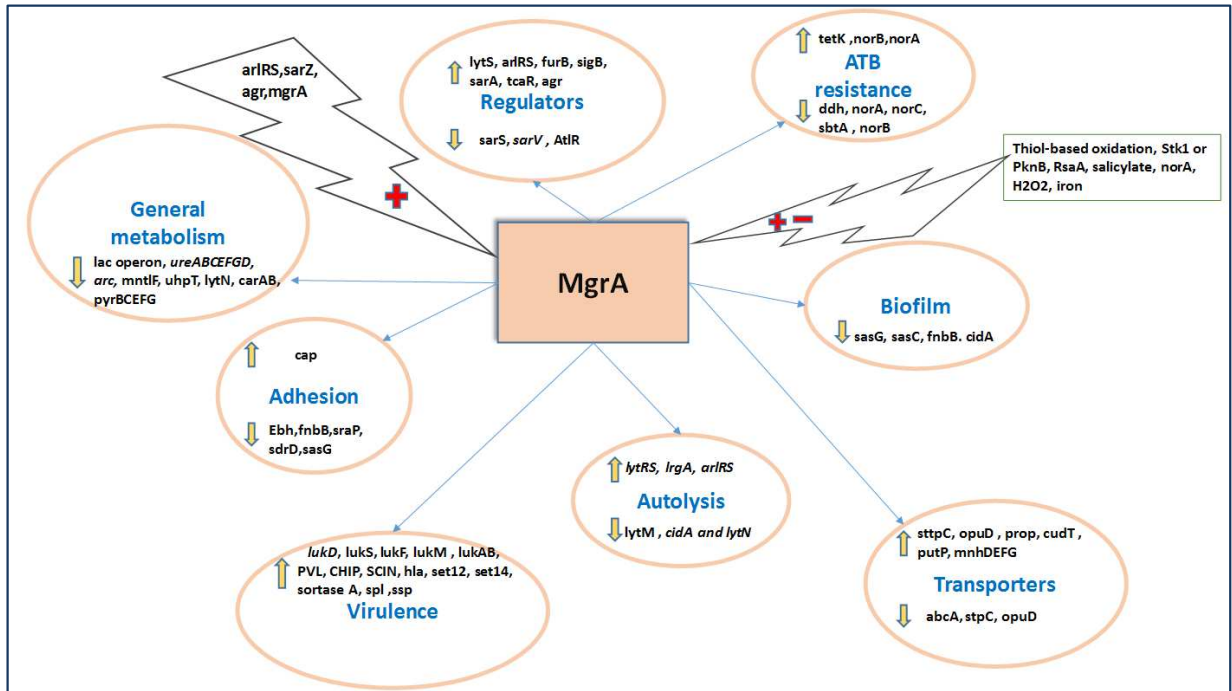 arlRS,sarZ,
agr,mgrA
lytS, arlRS, furB, sigB,
sarA, tcaR, agr
Regulators
sarS, sarV , AtlR
tetK ,norB,norA
ATB
resistance
ddh, norA, norC,
sbtA , norB
Thiol-based oxidation, Stk1 or
PknB, RsaA, salicylate, norA,
H2O2, iron
General
metabolism
lac operon, ureABCEFGD,
arc, mntlF, uhpT, lytN, carAB,
pyrBCEFG
MgrA
Biofilm
sasG, sasC, fnbB. cidA
cap
Adhesion
Ebh,fnbB,sraP,
sdrD,sasG
lytRS, lrgA, arlRS
Autolysis
lytM , cidA and lytN
lukD, lukS, lukF, lukM , lukAB,
PVL, CHIP, SCIN, hla, set12, set14,
sortase A, spl ,ssp
Virulence
sttpC, opuD , prop, cudT ,
putP, mnhDEFG
Transporters
abcA, stpC, opuD